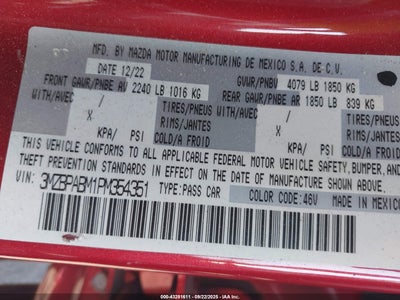 MFD. BY MAZDA MOTOR MANUFACTURING DE MEXICO S.A. DE C.V.
DATE 12/22 GVWR/PNBV 4079 LB 1850 KG
FRONT GAWR/PNBE AV 2240 LB 1016 KG REAR GAWR/PNBE AR 1850 LB 839 KG
WITH/AVEC / TIRES/PNEUS WITH/AVEC / TIRES/PNEUS
X RIMS/JANTES X RIMS/JANTES
KPA/ PSI COLD/A FROID KPA/ PSI COLD/A FROID
THIS VEHICLE CONFORMS TO ALL APPLICABLE FEDERAL MOTOR VEHICLE SAFETY, BUMPER, AND
THEFT PREVENTION STANDARDS IN EFFECT ON THE DATE OF MANUFACTURE SHOWN ABOVE.
VIN: 3MZBPABM1PM354351 TYPE:PASS CAR COLOR CODE: 46V MADE IN MEXICO
000-43281611 - 09/22/2025 - IAA Inc.